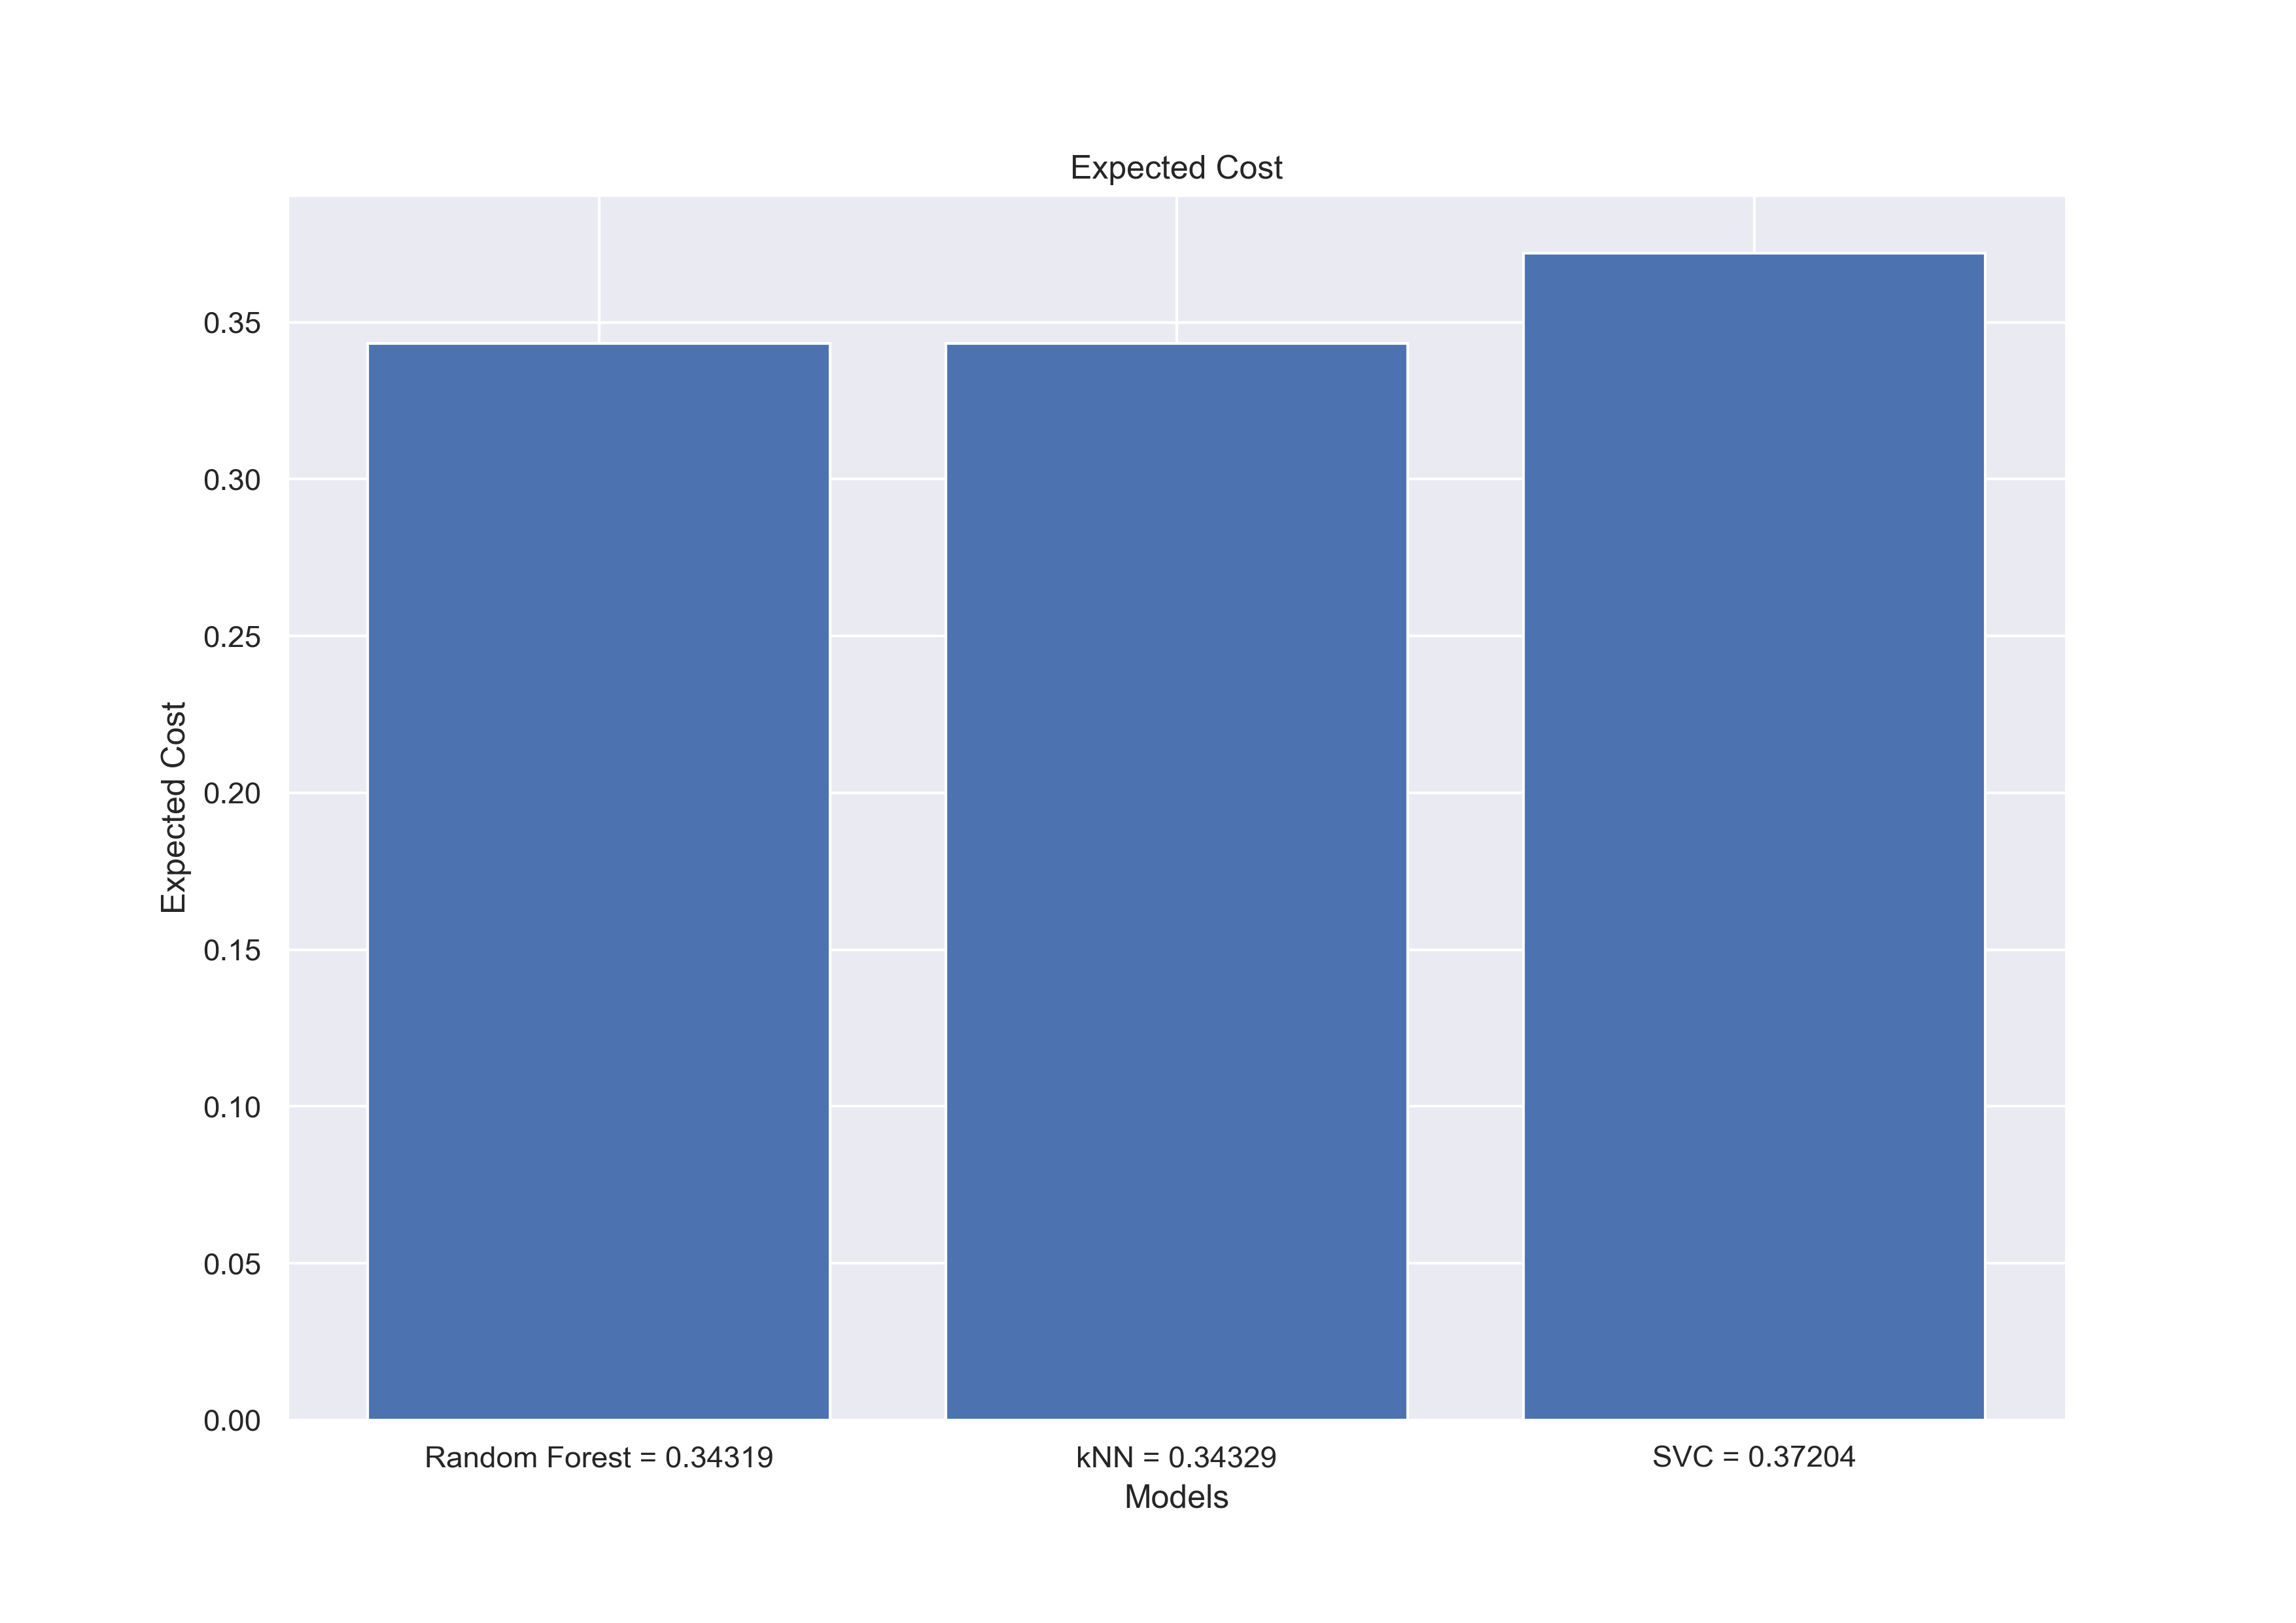 Expected Cost
Expected Cost
0.35
0.30
0.25
0.20
0.15
0.10
0.05
0.00
Random Forest = 0.34319
kNN = 0.34329
SVC = 0.37204
Models